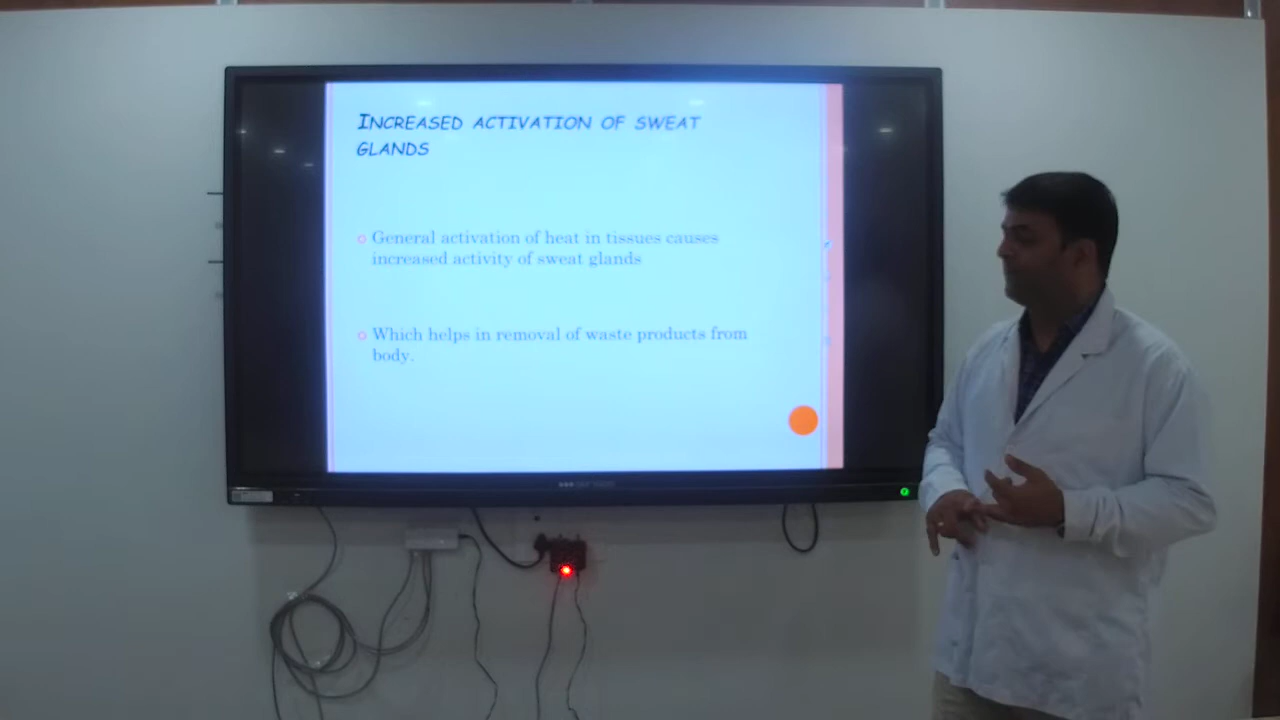 INCREASED ACTIVATION OF SWEAT
GLANDS
General activation of heat in tissues causes
increased activity of sweat glands
Which helps in removal of waste products from
body.